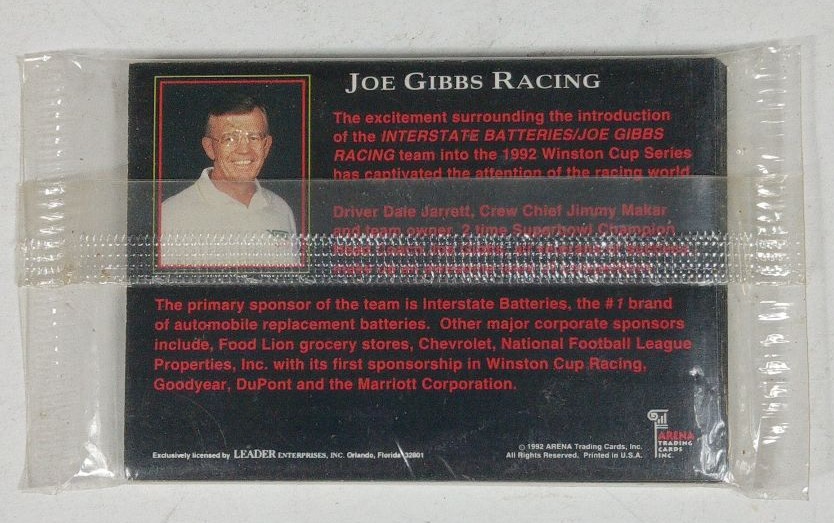 JOE GIBBS RACING
The excitement surrounding the introduction
of the INTERSTATE BATTERIES/JOE GIBBS
RACING team into the 1992 Winston Cup Series
has captivated the attention of the racing world
Driver Dale Jarrett, Crew Chief Jimmy Makar
and team owner, 2 time Superbowl Champion
The primary sponsor of the team is Interstate Batteries, the #1 brand
of automobile replacement batteries. Other major corporate sponsors
include, Food Lion grocery stores, Chevrolet, National Football League
Properties, Inc. with its first sponsorship in Winston Cup Racing,
Goodyear, DuPont and the Marriott Corporation.
Exclusively licensed by LEADER ENTERPRISES, INC. Orlando, Florida 32801
© 1992 ARENA Trading Cards, Inc.
All Rights Reserved. Printed in U.S.A.
ARENA
TRADING
CARDS
INC.